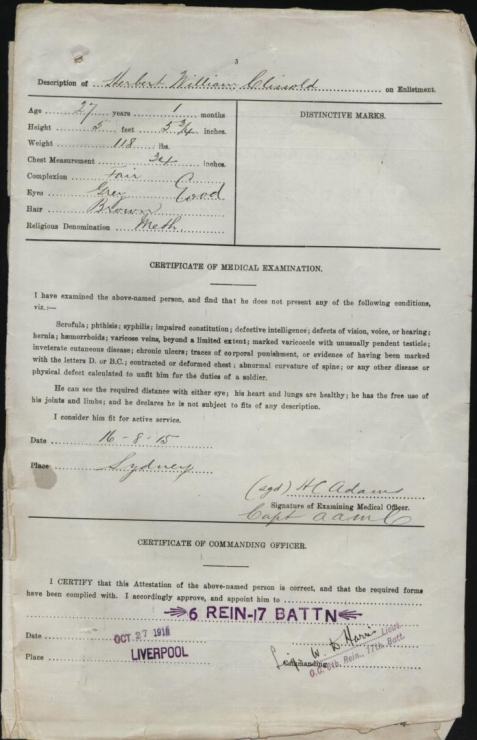 3
Description of Herbert William Clissold on Enlistment.
Age 27 years 1 months
Height 5 feet 5 3/4 inches.
Weight 118 lbs.
Chest Measurement 34 inches.
Complexion Fair
Eyes Grey Good
Hair Brown
Religious Denomination Meth.
DISTINCTIVE MARKS.
CERTIFICATE OF MEDICAL EXAMINATION.
I have examined the above-named person, and find that he does not present any of the following conditions,
viz.:—
Scrofula; phthisis; syphilis; impaired constitution; defective intelligence; defects of vision, voice, or hearing;
hernia; hæmorrhoids; varicose veins, beyond a limited extent; marked varicocele with unusually pendent testicle;
inveterate cutaneous disease; chronic ulcers; traces of corporal punishment, or evidence of having been marked
with the letters D. or B.C.; contracted or deformed chest; abnormal curvature of spine; or any other disease or
physical defect calculated to unfit him for the duties of a soldier.
He can see the required distance with either eye; his heart and lungs are healthy; he has the free use of
his joints and limbs; and he declares he is not subject to fits of any description.
I consider him fit for active service.
Date 16-8-15
Place Sydney
(sgd) H C Adams
Signature of Examining Medical Officer.
Capt AAMC
CERTIFICATE OF COMMANDING OFFICER.
I CERTIFY that this Attestation of the above-named person is correct, and that the required forms
have been complied with. I accordingly approve, and appoint him to
6 REIN-17 BATTN
Date OCT 27 1915
Place LIVERPOOL
W. D. Harris Lieut.
Commanding
O.C. 6th. Rein., 17th. Batt.